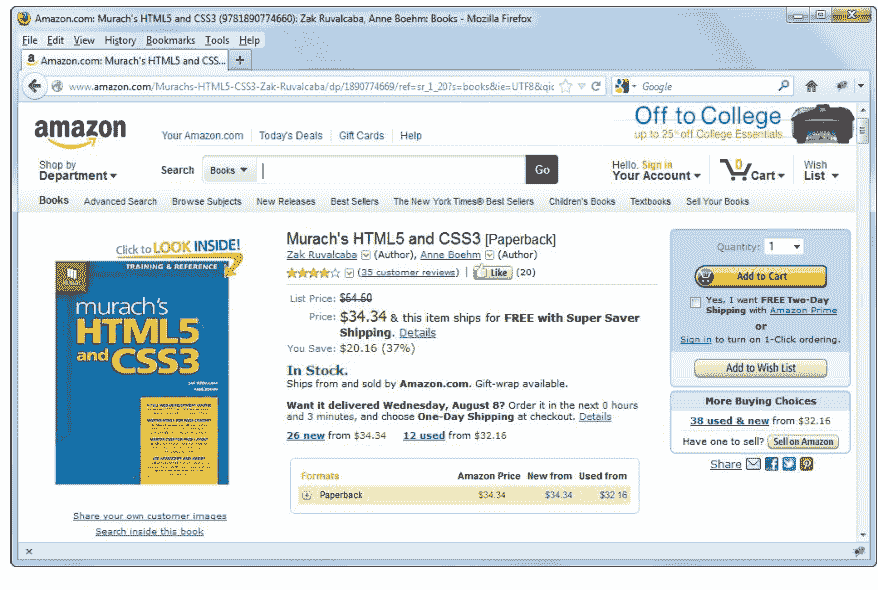 Amazon.com: Murach's HTML5 and CSS3 (9781890774660): Zak Ruvalcaba, Anne Boehm: Books - Mozilla Firefox
File Edit View History Bookmarks Tools Help
a Amazon.com: Murach's HTML5 and CSS... +
www.amazon.com/Murachs-HTML5-CSS3-Zak-Ruvalcaba/dp/1890774669/ref=sr_1_20?s=books&ie=UTF8&qic Google
amazon
Your Amazon.com Today's Deals Gift Cards Help
Off to College
up to 25% off College Essentials
Shop by
Department
Search Books Go
Hello. Sign in
Your Account
0
Cart
Wish
List
Books Advanced Search Browse Subjects New Releases Best Sellers The New York Times® Best Sellers Children's Books Textbooks Sell Your Books
Click to LOOK INSIDE!
TRAINING & REFERENCE
murach's
HTML5
and CSS3
Share your own customer images
Search inside this book
Murach's HTML5 and CSS3 [Paperback]
Zak Ruvalcaba (Author), Anne Boehm (Author)
(35 customer reviews) | Like (20)
List Price: $54.50
Price: $34.34 & this item ships for FREE with Super Saver
Shipping. Details
You Save: $20.16 (37%)
In Stock.
Ships from and sold by Amazon.com. Gift-wrap available.
Want it delivered Wednesday, August 8? Order it in the next 0 hours
and 3 minutes, and choose One-Day Shipping at checkout. Details
26 new from $34.34 12 used from $32.16
Formats Amazon Price New from Used from
Paperback $34.34 $34.34 $32.16
Quantity: 1
Add to Cart
Yes, I want FREE Two-Day
Shipping with Amazon Prime
or
Sign in to turn on 1-Click ordering.
Add to Wish List
More Buying Choices
38 used & new from $32.16
Have one to sell? Sell on Amazon
Share